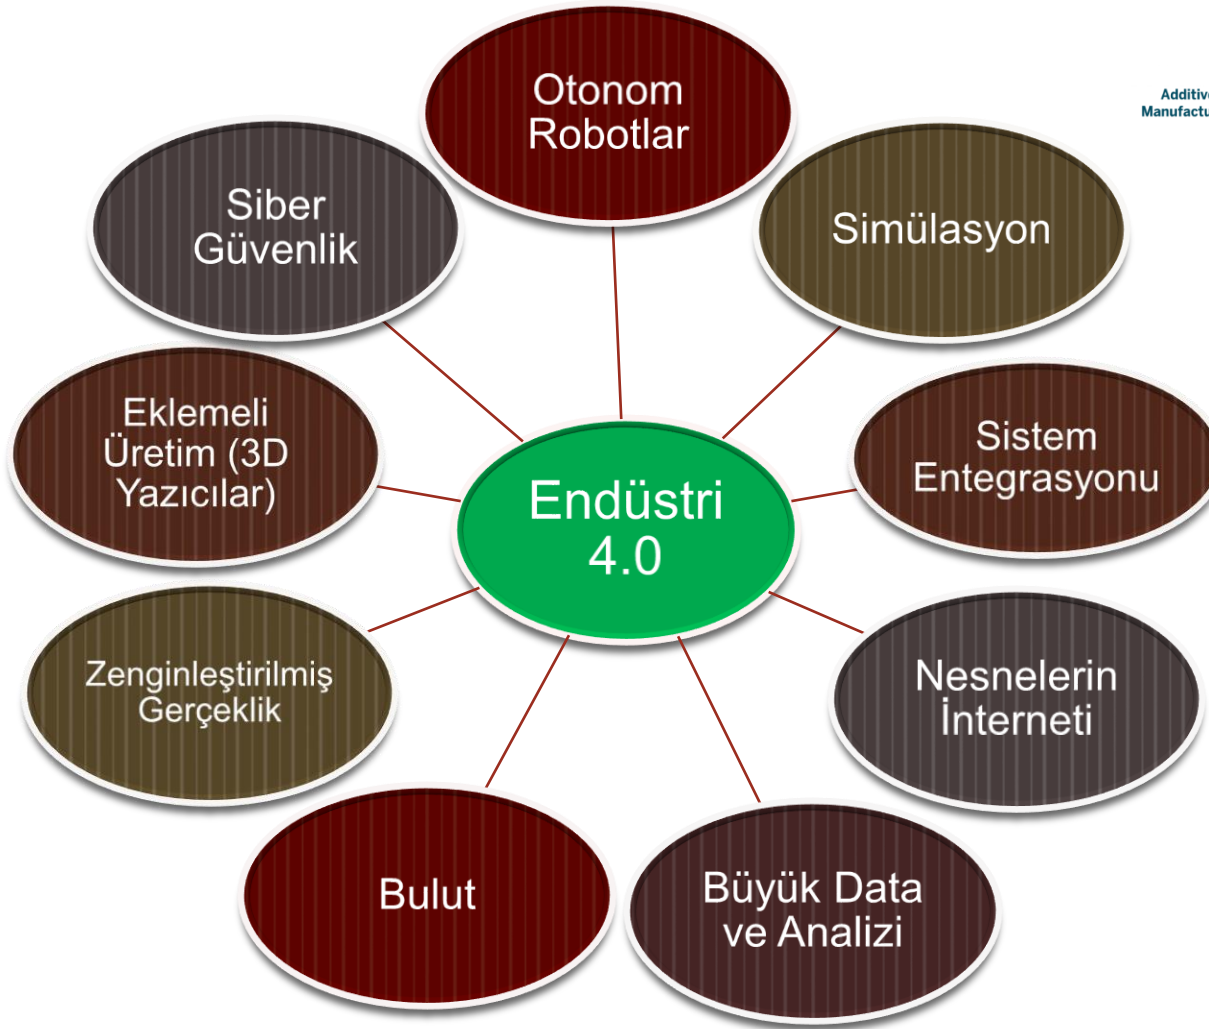 Otonom
Robotlar
Additive
Manufactu
Siber
Güvenlik
Simülasyon
Eklemeli
Üretim (3D
Yazıcılar)
Sistem
Entegrasyonu
Endüstri
4.0
Zenginleştirilmiş
Gerçeklik
Nesnelerin
İnterneti
Bulut
Büyük Data
ve Analizi